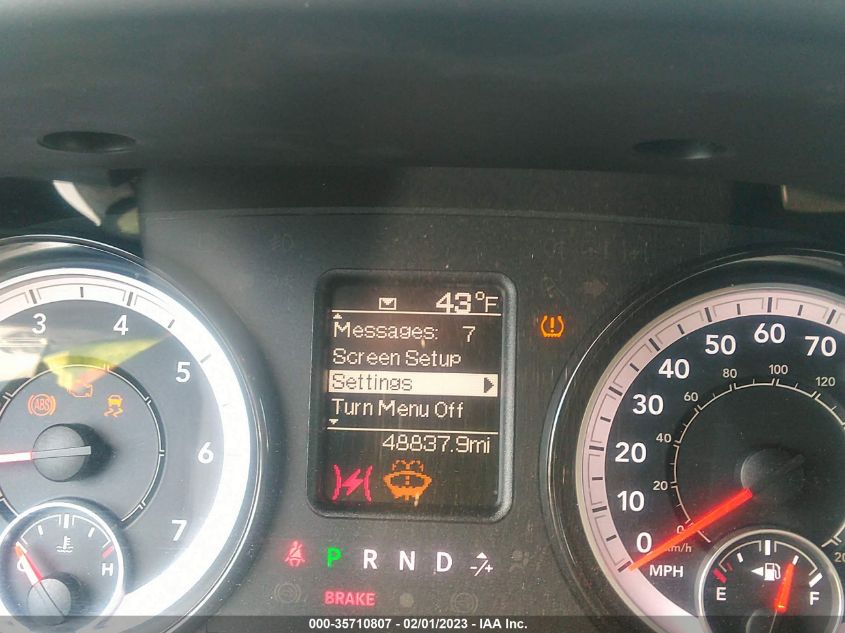 43°F
Messages: 7
Screen Setup
Settings
Turn Menu Off
48837.9mi
3 4 5 6 7
ABS
H
P R N D -/+
BRAKE
0 10 20 30 40 50 60 70
0 20 40 60 80 100 120 20
km/h
MPH
E F
000-35710807 - 02/01/2023 - IAA Inc.